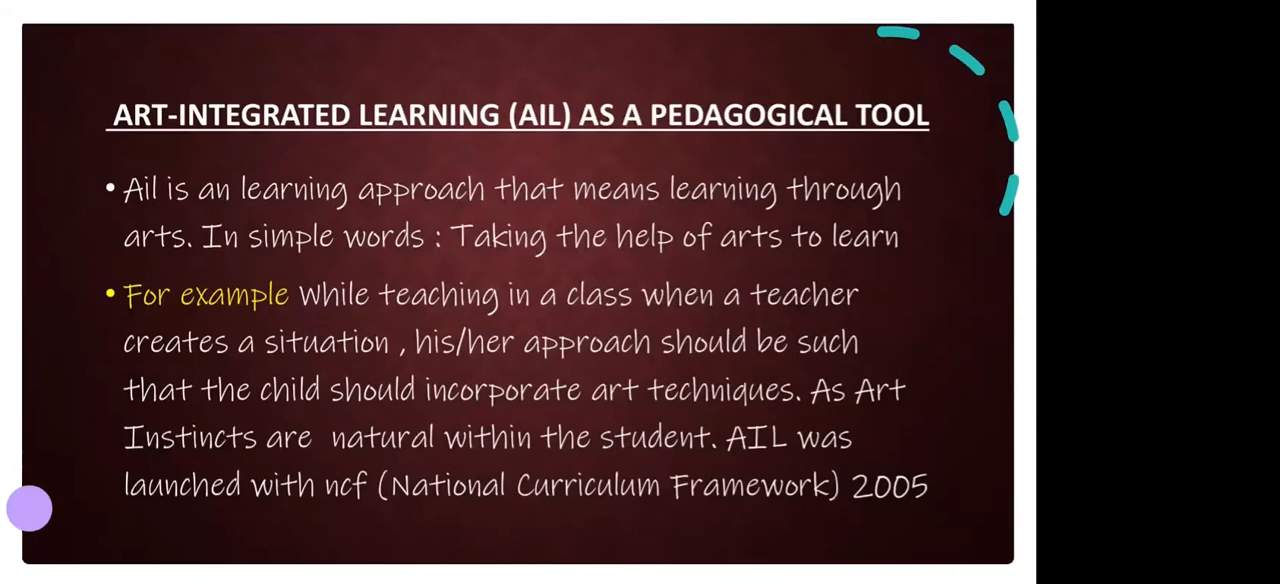 ART-INTEGRATED LEARNING (AIL) AS A PEDAGOGICAL TOOL
• Ail is an learning approach that means learning through
arts. In simple words : Taking the help of arts to learn
• For example While teaching in a class when a teacher
creates a situation , his/her approach should be such
that the child should incorporate art techniques. As Art
Instincts are natural within the student. AIL was
launched with ncf (National Curriculum Framework) 2005